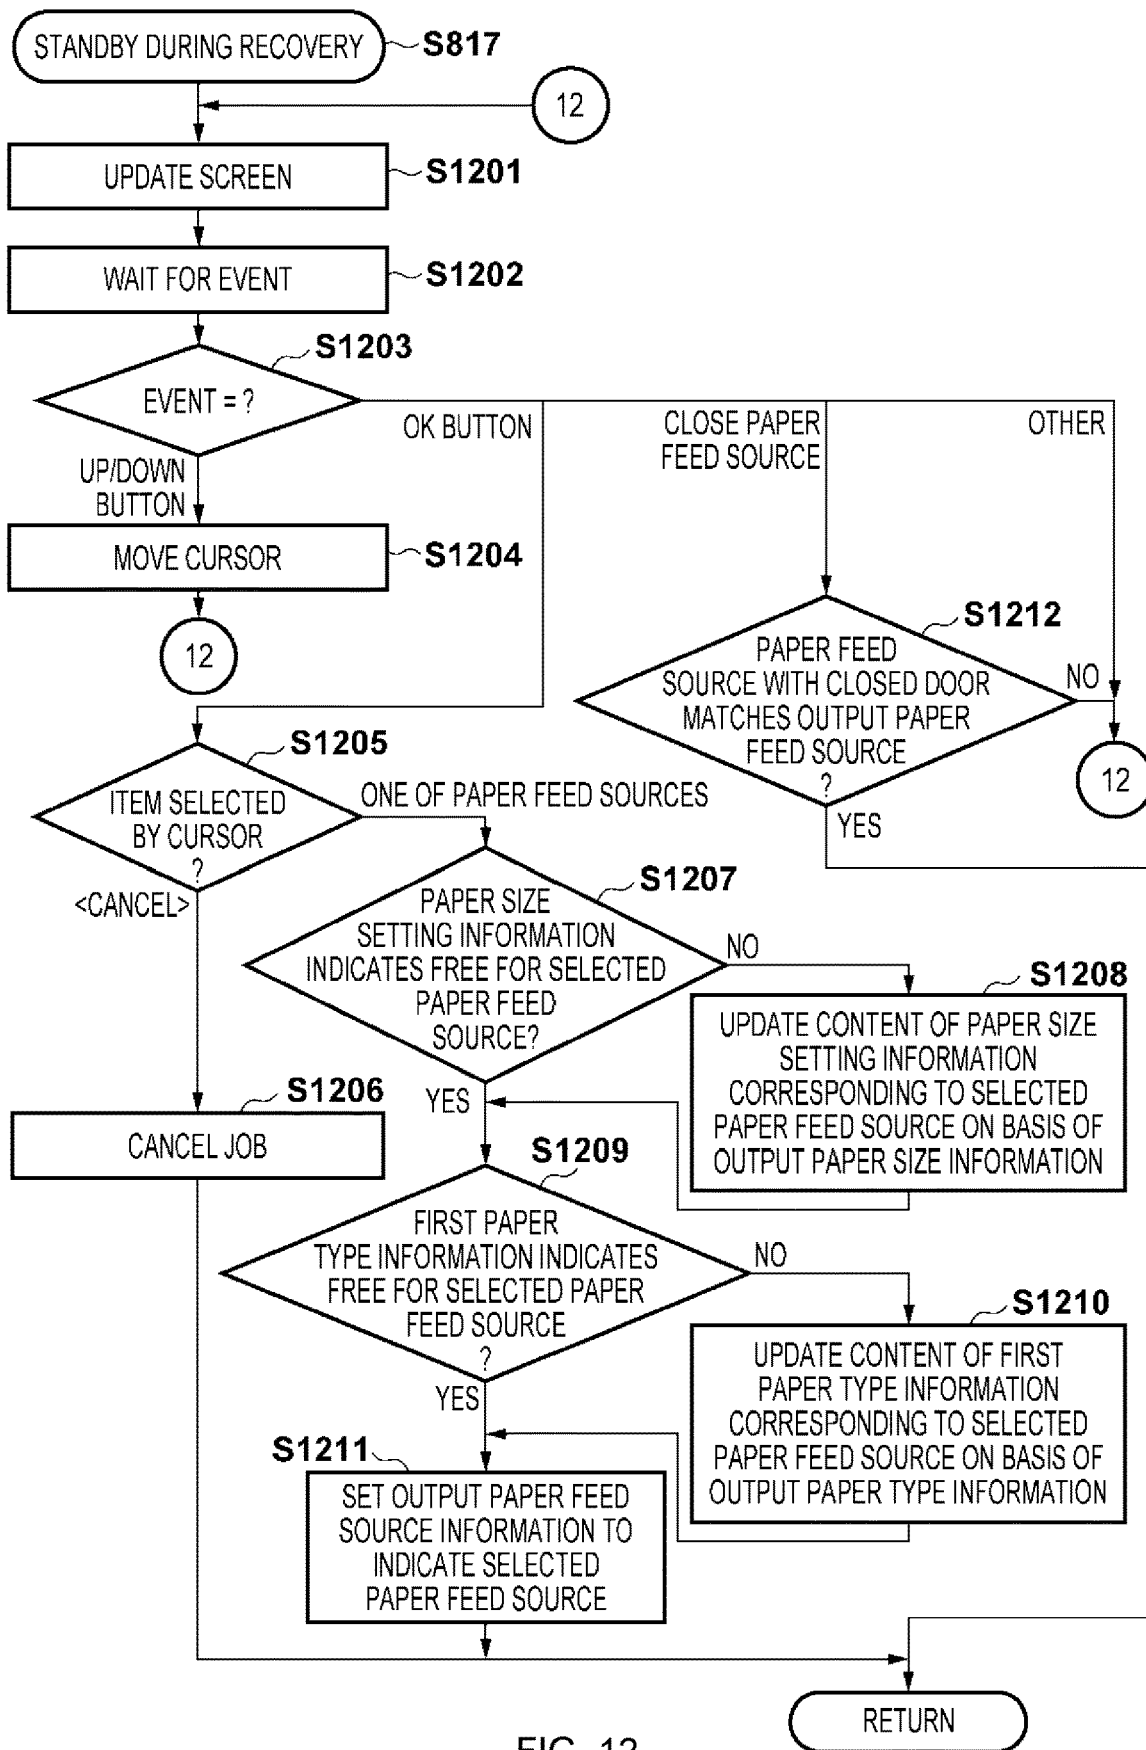 STANDBY DURING RECOVERY
S817
12
UPDATE SCREEN
S1201
WAIT FOR EVENT
S1202
S1203
EVENT = ?
OK BUTTON
CLOSE PAPER
FEED SOURCE
OTHER
UP/DOWN
BUTTON
MOVE CURSOR
S1204
12
S1212
PAPER FEED
SOURCE WITH CLOSED DOOR
MATCHES OUTPUT PAPER
FEED SOURCE
?
NO
12
YES
S1205
ITEM SELECTED
BY CURSOR
?
ONE OF PAPER FEED SOURCES
<CANCEL>
S1207
PAPER SIZE
SETTING INFORMATION
INDICATES FREE FOR SELECTED
PAPER FEED
SOURCE?
NO
YES
S1208
UPDATE CONTENT OF PAPER SIZE
SETTING INFORMATION
CORRESPONDING TO SELECTED
PAPER FEED SOURCE ON BASIS OF
OUTPUT PAPER SIZE INFORMATION
S1206
CANCEL JOB
S1209
FIRST PAPER
TYPE INFORMATION INDICATES
FREE FOR SELECTED PAPER
FEED SOURCE
?
NO
YES
S1210
UPDATE CONTENT OF FIRST
PAPER TYPE INFORMATION
CORRESPONDING TO SELECTED
PAPER FEED SOURCE ON BASIS OF
OUTPUT PAPER TYPE INFORMATION
S1211
SET OUTPUT PAPER FEED
SOURCE INFORMATION TO
INDICATE SELECTED
PAPER FEED SOURCE
RETURN
FIG. 12